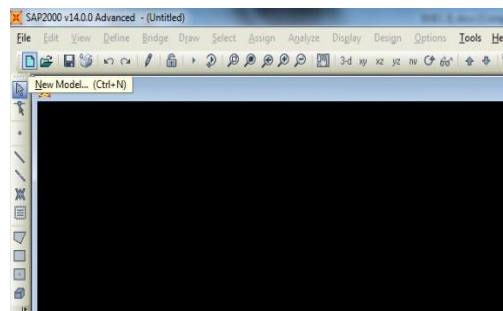 SAP2000 v14.0.0 Advanced - (Untitled)
File Edit View Define Bridge Draw Select Assign Analyze Display Design Options Tools
3-d xy xz yz nv
New Model... (Ctrl+N)